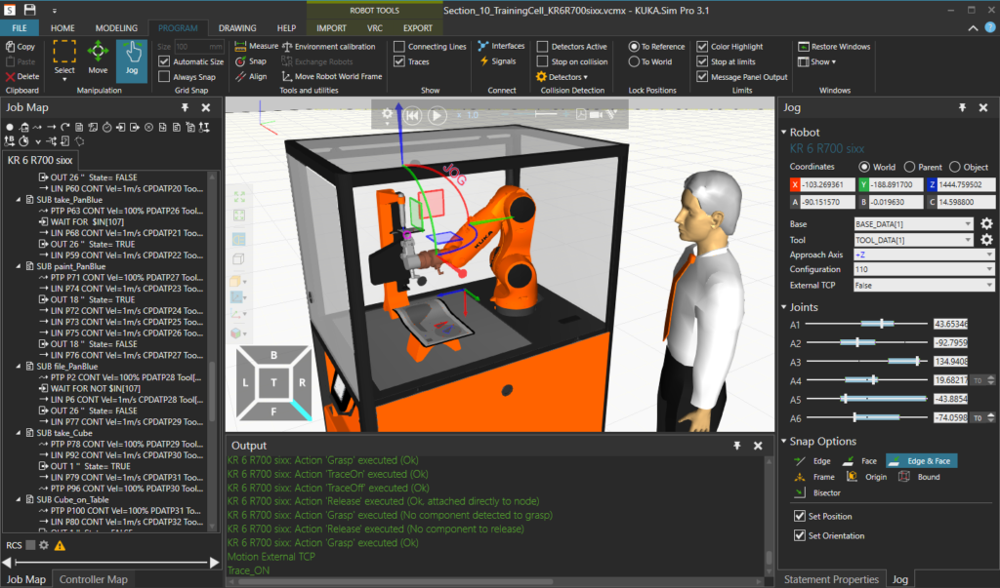 ROBOT TOOLS
Section_10_TrainingCell_KR6R700sixx.vcmx - KUKA.Sim Pro 3.1
FILE HOME MODELING PROGRAM DRAWING HELP IMPORT VRC EXPORT
Copy
Paste
Delete
Clipboard
Select
Move
Jog
Manipulation
Size 100 mm
Automatic Size
Always Snap
Grid Snap
Measure
Snap
Align
Environment calibration
Exchange Robots
Move Robot World Frame
Tools and utilities
Connecting Lines
Traces
Show
Interfaces
Signals
Connect
Detectors Active
Stop on collision
Detectors
Collision Detection
To Reference
To World
Lock Positions
Color Highlight
Stop at limits
Message Panel Output
Limits
Restore Windows
Show
Windows
Job Map
KR 6 R700 sixx
OUT 26 '' State= FALSE
LIN P60 CONT Vel=1m/s CPDATP20 Too...
SUB take_PanBlue
PTP P63 CONT Vel=100% PDATP26 Tool...
WAIT FOR $IN[107]
LIN P68 CONT Vel=1m/s CPDATP21 Too...
OUT 26 '' State= TRUE
LIN P59 CONT Vel=1m/s CPDATP22 Too...
SUB paint_PanBlue
PTP P71 CONT Vel=100% PDATP27 Tool...
LIN P74 CONT Vel=1m/s CPDATP23 Too...
OUT 18 '' State= TRUE
LIN P72 CONT Vel=1m/s CPDATP24 Too...
LIN P73 CONT Vel=1m/s CPDATP25 Too...
LIN P75 CONT Vel=1m/s CPDATP26 Too...
OUT 18 '' State= FALSE
LIN P76 CONT Vel=1m/s CPDATP27 Too...
SUB file_PanBlue
PTP P2 CONT Vel=100% PDATP28 Tool[...
WAIT FOR NOT $IN[107]
LIN P6 CONT Vel=1m/s CPDATP28 Tool[...
OUT 26 '' State= FALSE
LIN P77 CONT Vel=1m/s CPDATP29 Too...
SUB take_Cube
PTP P78 CONT Vel=100% PDATP29 Tool...
LIN P92 CONT Vel=1m/s CPDATP30 Too...
OUT 1 '' State= TRUE
LIN P79 CONT Vel=1m/s CPDATP31 Too...
PTP P96 CONT Vel=100% PDATP30 Tool...
SUB Cube_on_Table
PTP P100 CONT Vel=100% PDATP31 Too...
LIN P80 CONT Vel=1m/s CPDATP32 Too...
OUT 1 '' State= FALSE
RCS
Job Map Controller Map
1.0
JOG
KUKA
B
L T R
F
Output
KR 6 R700 sixx: Action 'Grasp' executed (Ok)
KR 6 R700 sixx: Action 'TraceOn' executed (Ok)
KR 6 R700 sixx: Action 'TraceOff' executed (Ok)
KR 6 R700 sixx: Action 'Release' executed (Ok, attached directly to node)
KR 6 R700 sixx: Action 'Grasp' executed (No component detected to grasp)
KR 6 R700 sixx: Action 'Release' executed (No component to release)
KR 6 R700 sixx: Action 'Grasp' executed (Ok)
Motion External TCP
Trace_ON
Jog
Robot
KR 6 R700 sixx
Coordinates World Parent Object
X -103.269361 Y -188.891700 Z 1444.759502
A -90.151570 B -0.019630 C 14.598800
Base BASE_DATA[1]
Tool TOOL_DATA[1]
Approach Axis +Z
Configuration 110
External TCP False
Joints
A1 43.65346
A2 -92.7959
A3 134.9408
A4 19.68217 T0
A5 -43.8854
A6 -74.0598 T0
Snap Options
Edge Face Edge & Face
Frame Origin Bound
Bisector
Set Position
Set Orientation
Statement Properties Jog